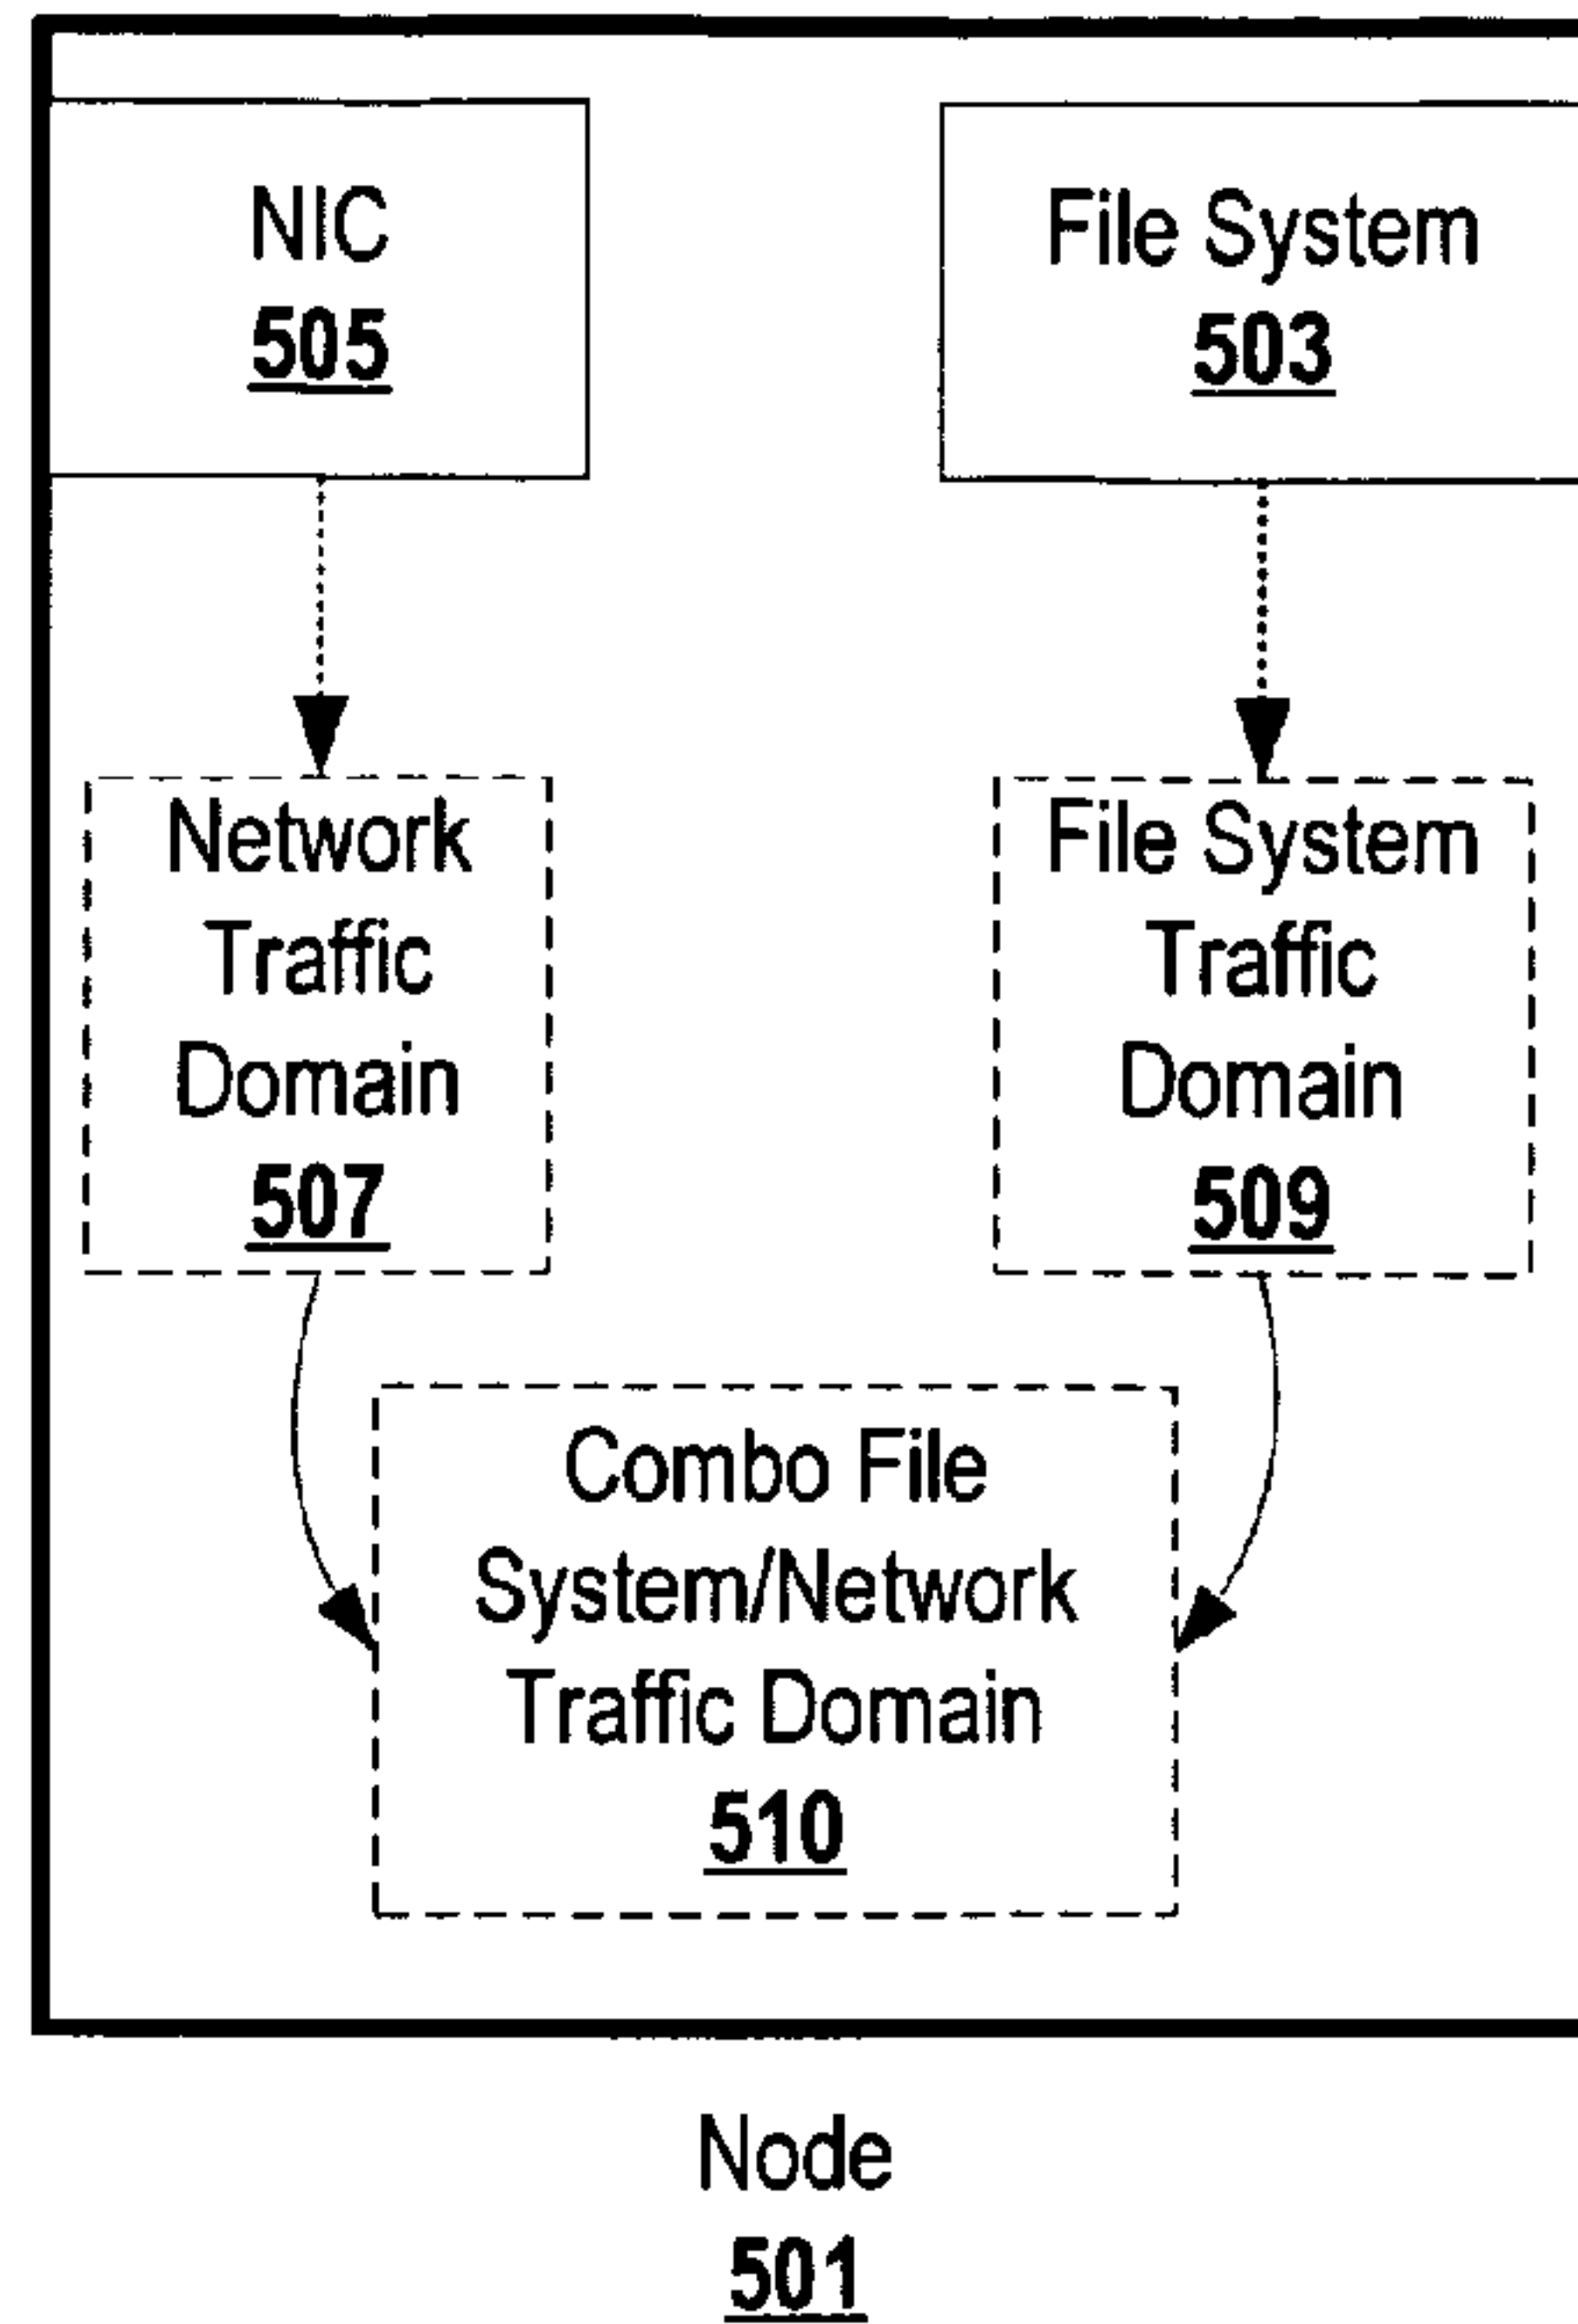 NIC
505
File System
503
Network
Traffic
Domain
507
File System
Traffic
Domain
509
Combo File
System/Network
Traffic Domain
510
Node
501